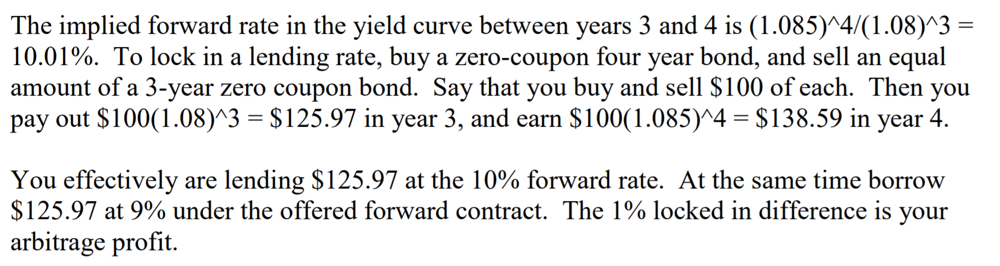 The implied forward rate in the yield curve between years 3 and 4 is (1.085)^4/(1.08)^3 =
10.01%.  To lock in a lending rate, buy a zero-coupon four year bond, and sell an equal
amount of a 3-year zero coupon bond.  Say that you buy and sell $100 of each.  Then you
pay out $100(1.08)^3 = $125.97 in year 3, and earn $100(1.085)^4 = $138.59 in year 4.
You effectively are lending $125.97 at the 10% forward rate.  At the same time borrow
$125.97 at 9% under the offered forward contract.  The 1% locked in difference is your
arbitrage profit.